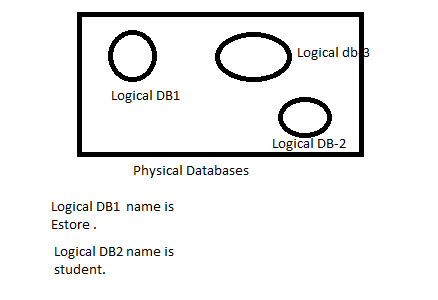 Logical db-3
Logical DB1
Logical DB-2
Physical Databases
Logical DB1 name is
Estore .
Logical DB2 name is
student.